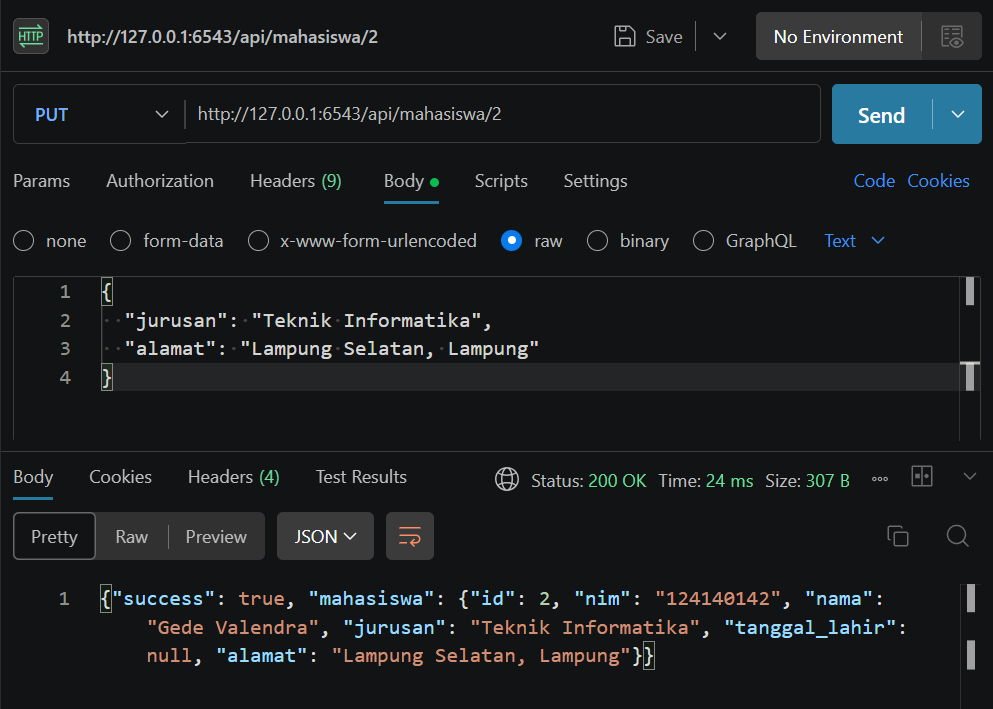 HTTP http://127.0.0.1:6543/api/mahasiswa/2 Save No Environment
PUT http://127.0.0.1:6543/api/mahasiswa/2 Send
Params Authorization Headers (9) Body Scripts Settings Code Cookies
none form-data x-www-form-urlencoded raw binary GraphQL Text
1 {
2 "jurusan": "Teknik Informatika",
3 "alamat": "Lampung Selatan, Lampung"
4 }
Body Cookies Headers (4) Test Results Status: 200 OK Time: 24 ms Size: 307 B
Pretty Raw Preview JSON
1 {"success": true, "mahasiswa": {"id": 2, "nim": "124140142", "nama":
"Gede Valendra", "jurusan": "Teknik Informatika", "tanggal_lahir":
null, "alamat": "Lampung Selatan, Lampung"}}